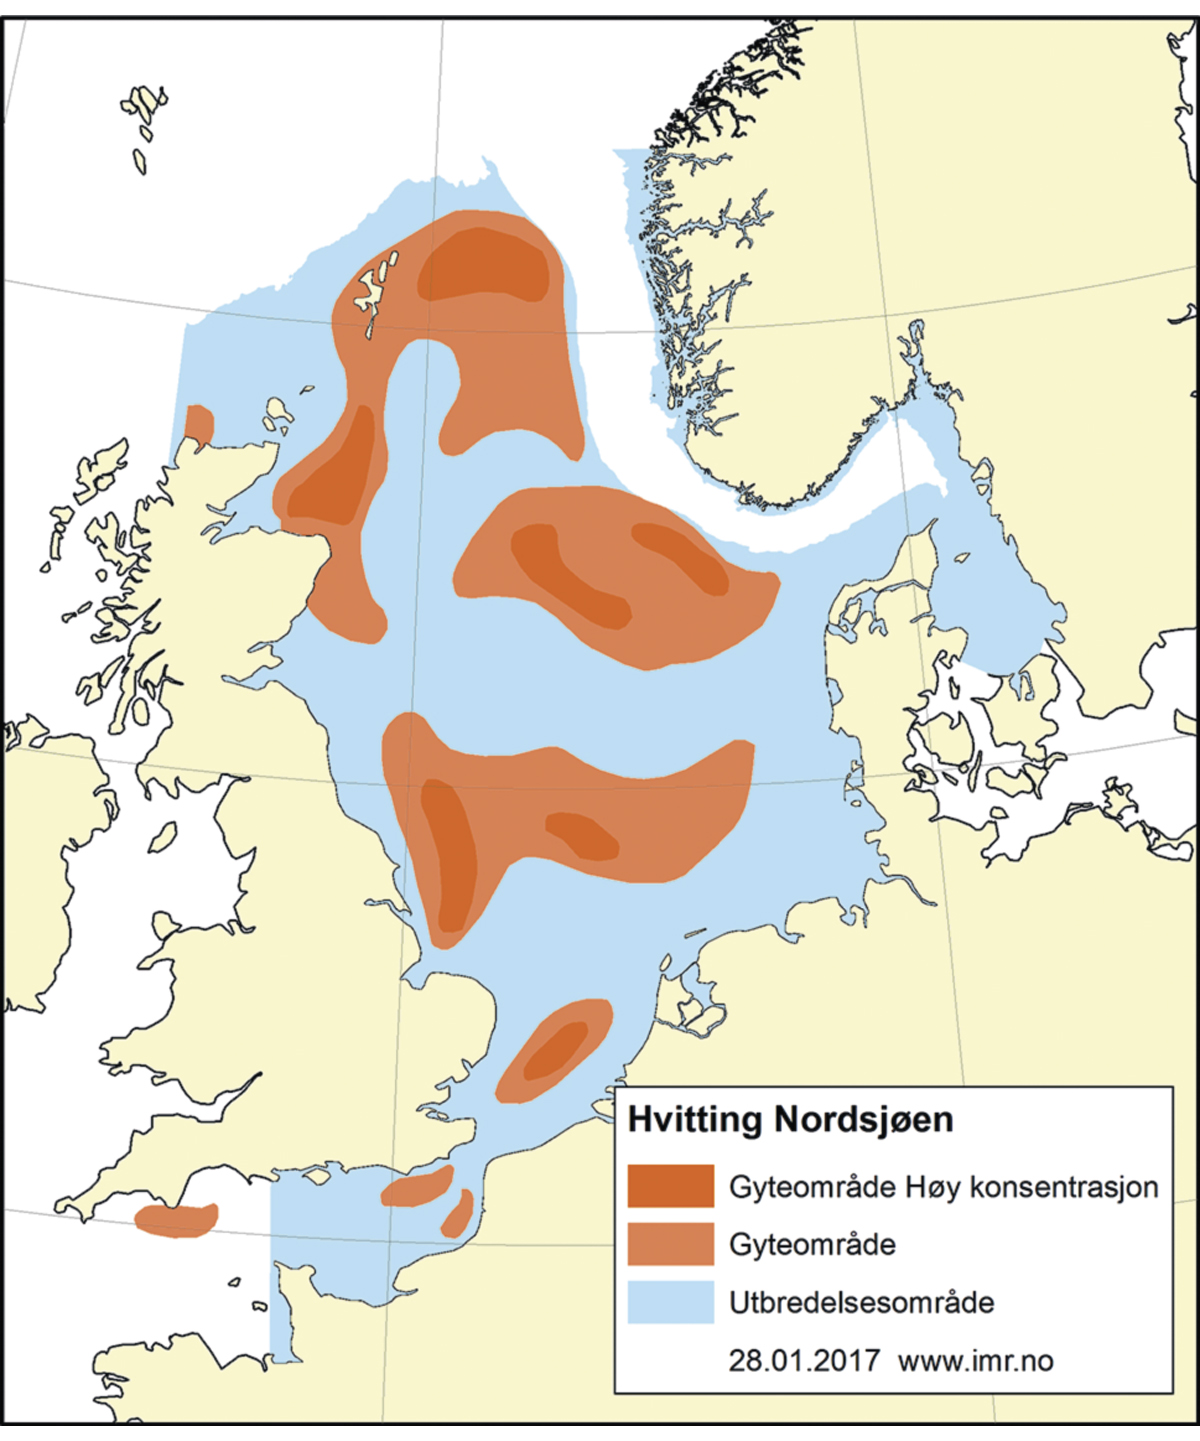 Hvitting Nordsjøen
Gyteområde Høy konsentrasjon
Gyteområde
Utbredelsesområde
28.01.2017 www.imr.no